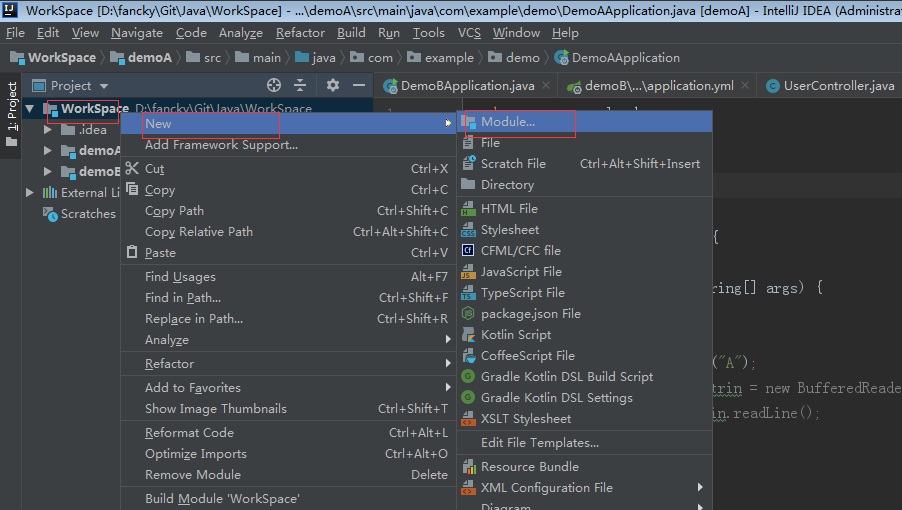 WorkSpace [D:\fancky\Git\Java\WorkSpace] - ...\demoA\src\main\java\com\example\demo\DemoAApplication.java [demoA] - IntelliJ IDEA (Administra
File Edit View Navigate Code Analyze Refactor Build Run Tools VCS Window Help
WorkSpace demoA src main java com example demo DemoAApplication
1: Project
Project
DemoBApplication.java demoB\...\application.yml UserController.java
WorkSpace D:\fancky\Git\Java\WorkSpace
.idea
demoA
demoB
External Li
Scratches
New
Add Framework Support...
Cut Ctrl+X
Copy Ctrl+C
Copy Path Ctrl+Shift+C
Copy Relative Path Ctrl+Alt+Shift+C
Paste Ctrl+V
Find Usages Alt+F7
Find in Path... Ctrl+Shift+F
Replace in Path... Ctrl+Shift+R
Analyze
Refactor
Add to Favorites
Show Image Thumbnails Ctrl+Shift+T
Reformat Code Ctrl+Alt+L
Optimize Imports Ctrl+Alt+O
Remove Module Delete
Build Module 'WorkSpace'
Module...
File
Scratch File Ctrl+Alt+Shift+Insert
Directory
HTML File
Stylesheet
CFML/CFC file
JavaScript File
TypeScript File
package.json File
Kotlin Script
CoffeeScript File
Gradle Kotlin DSL Build Script
Gradle Kotlin DSL Settings
XSLT Stylesheet
Edit File Templates...
Resource Bundle
XML Configuration File
Diagram
{
ring[] args) {
("A");
trin = new BufferedReade
in.readLine();